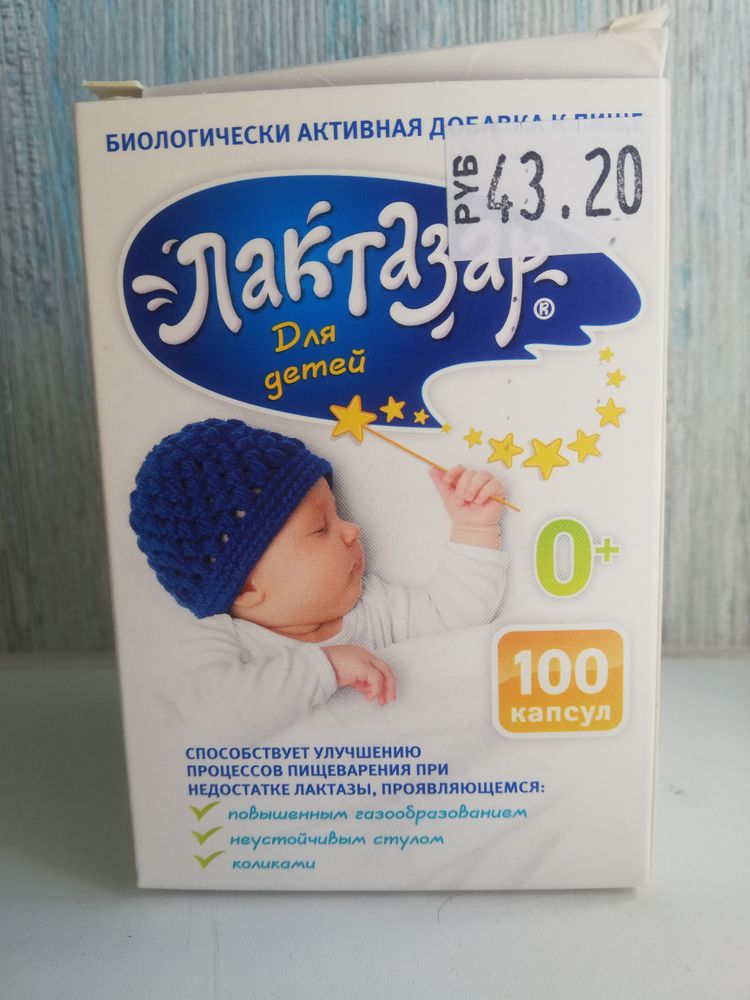 БИОЛОГИЧЕСКИ АКТИВНАЯ ДОБАВКА К ПИЩЕ
РУБ 43.20
Лактазар®
Для
детей
0+
100
капсул
СПОСОБСТВУЕТ УЛУЧШЕНИЮ
ПРОЦЕССОВ ПИЩЕВАРЕНИЯ ПРИ
НЕДОСТАТКЕ ЛАКТАЗЫ, ПРОЯВЛЯЮЩЕМСЯ:
повышенным газообразованием
неустойчивым стулом
коликами